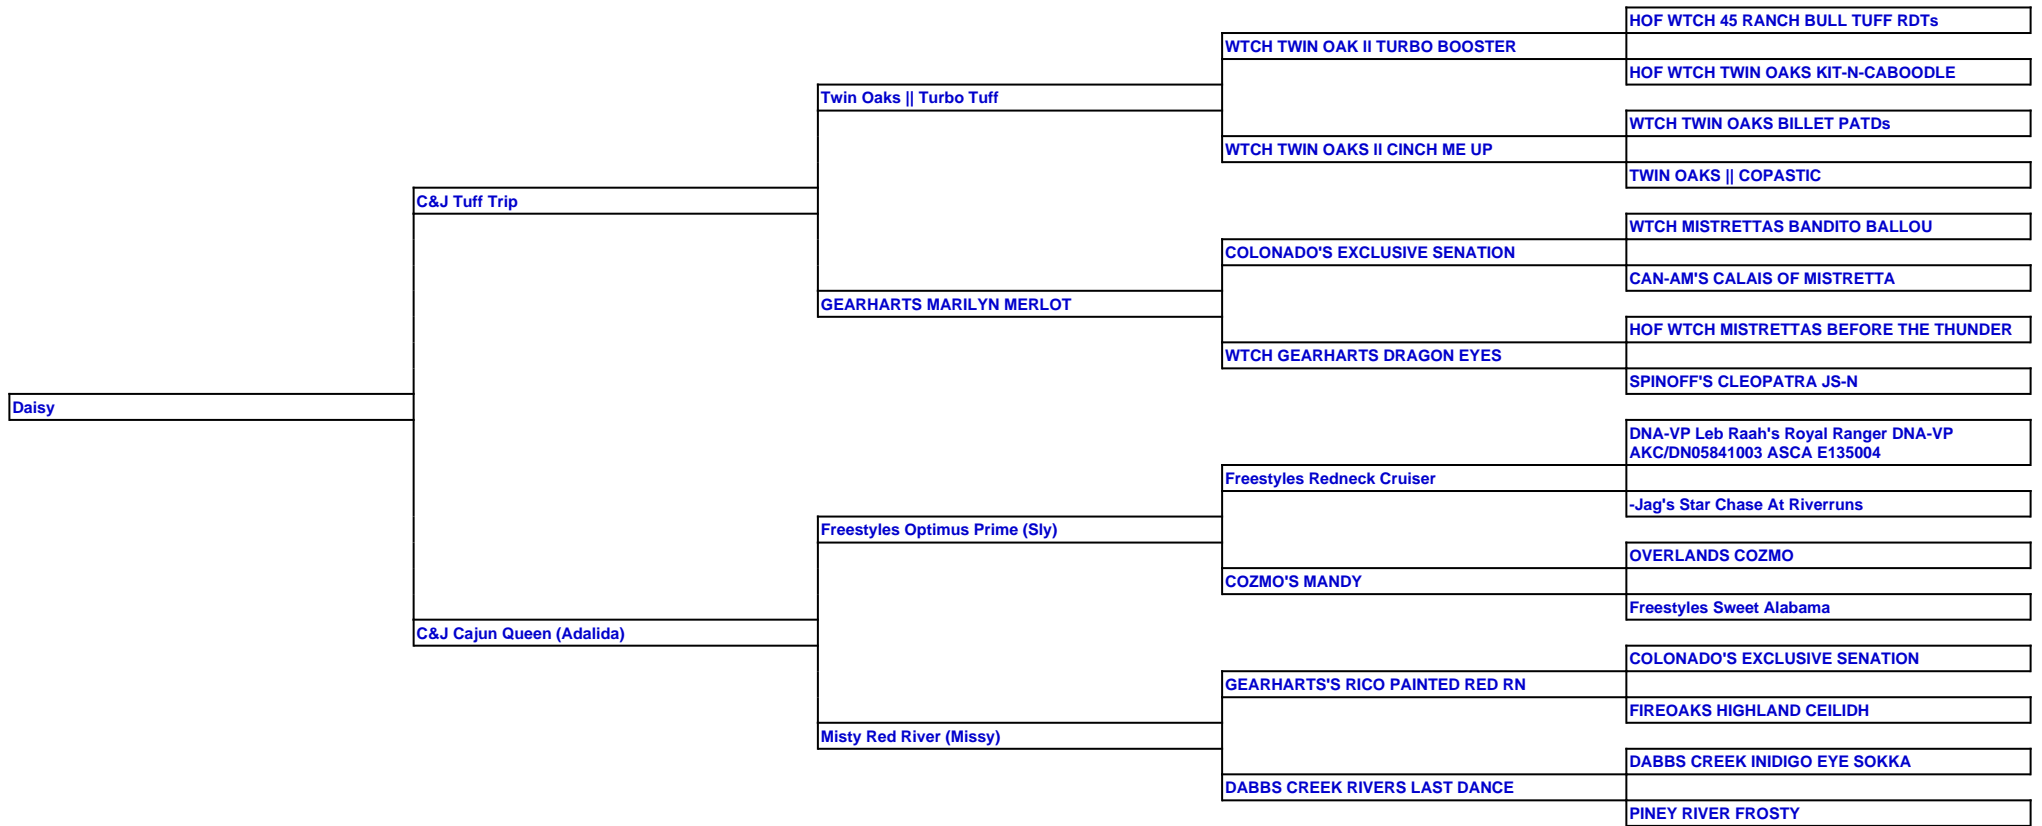 HOF WTCH 45 RANCH BULL TUFF RDTs
WTCH TWIN OAK II TURBO BOOSTER
HOF WTCH TWIN OAKS KIT-N-CABOODLE
Twin Oaks || Turbo Tuff
WTCH TWIN OAKS BILLET PATDs
WTCH TWIN OAKS II CINCH ME UP
TWIN OAKS || COPASTIC
C&J Tuff Trip
WTCH MISTRETTAS BANDITO BALLOU
COLONADO'S EXCLUSIVE SENATION
CAN-AM'S CALAIS OF MISTRETTA
GEARHARTS MARILYN MERLOT
HOF WTCH MISTRETTAS BEFORE THE THUNDER
WTCH GEARHARTS DRAGON EYES
SPINOFF'S CLEOPATRA JS-N
Daisy
DNA-VP Leb Raah's Royal Ranger DNA-VP
AKC/DN05841003 ASCA E135004
Freestyles Redneck Cruiser
-Jag's Star Chase At Riverruns
Freestyles Optimus Prime (Sly)
OVERLANDS COZMO
COZMO'S MANDY
Freestyles Sweet Alabama
C&J Cajun Queen (Adalida)
COLONADO'S EXCLUSIVE SENATION
GEARHARTS'S RICO PAINTED RED RN
FIREOAKS HIGHLAND CEILIDH
Misty Red River (Missy)
DABBS CREEK INIDIGO EYE SOKKA
DABBS CREEK RIVERS LAST DANCE
PINEY RIVER FROSTY